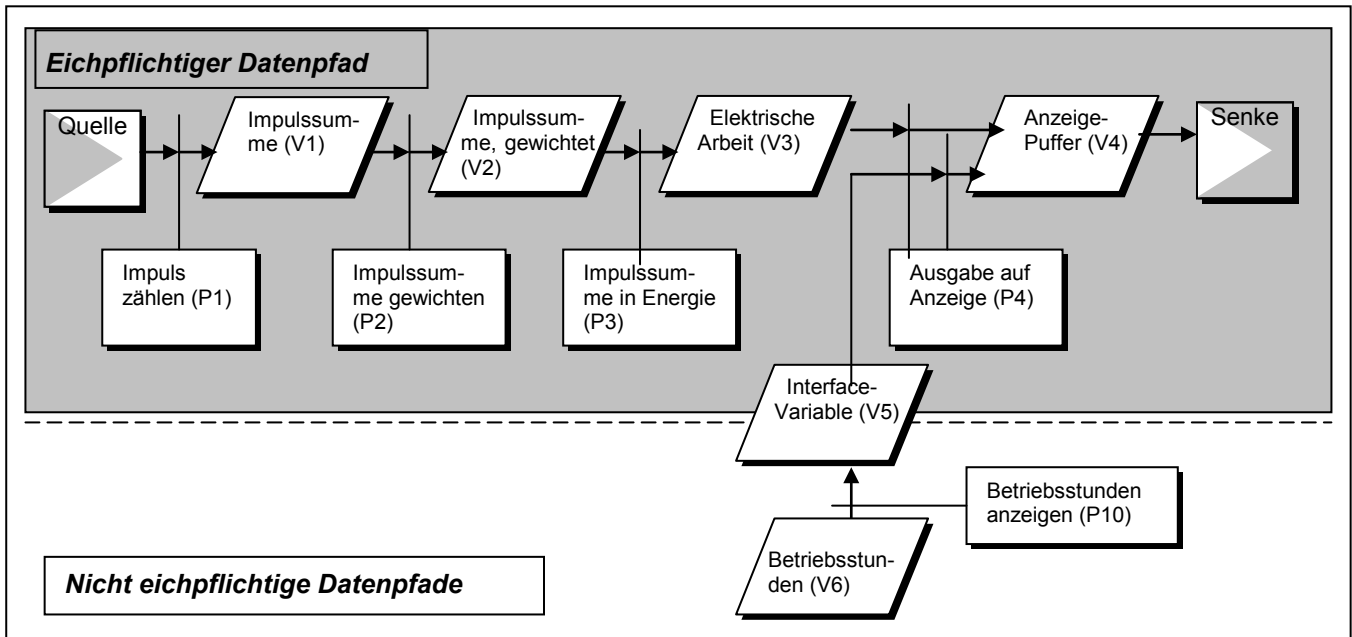 Eichpflichtiger Datenpfad
Quelle
Impulssum-
me (V1)
Impulssum-
me, gewichtet
(V2)
Elektrische
Arbeit (V3)
Anzeige-
Puffer (V4)
Senke
Impuls
zählen (P1)
Impulssum-
me gewichten
(P2)
Impulssum-
me in Energie
(P3)
Ausgabe auf
Anzeige (P4)
Interface-
Variable (V5)
Betriebsstunden
anzeigen (P10)
Betriebsstun-
den (V6)
Nicht eichpflichtige Datenpfade